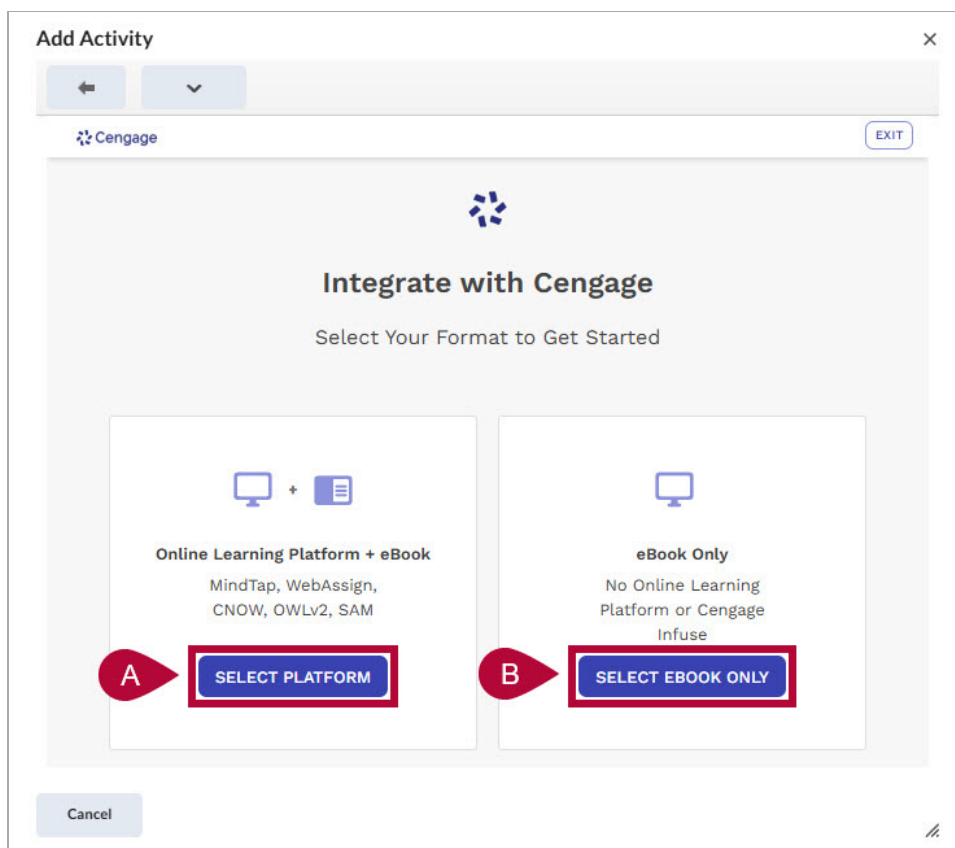 Add Activity
Cengage
EXIT
Integrate with Cengage
Select Your Format to Get Started
+
Online Learning Platform + eBook
MindTap, WebAssign,
CNOW, OWLv2, SAM
A
SELECT PLATFORM
eBook Only
No Online Learning
Platform or Cengage
Infuse
B
SELECT EBOOK ONLY
Cancel